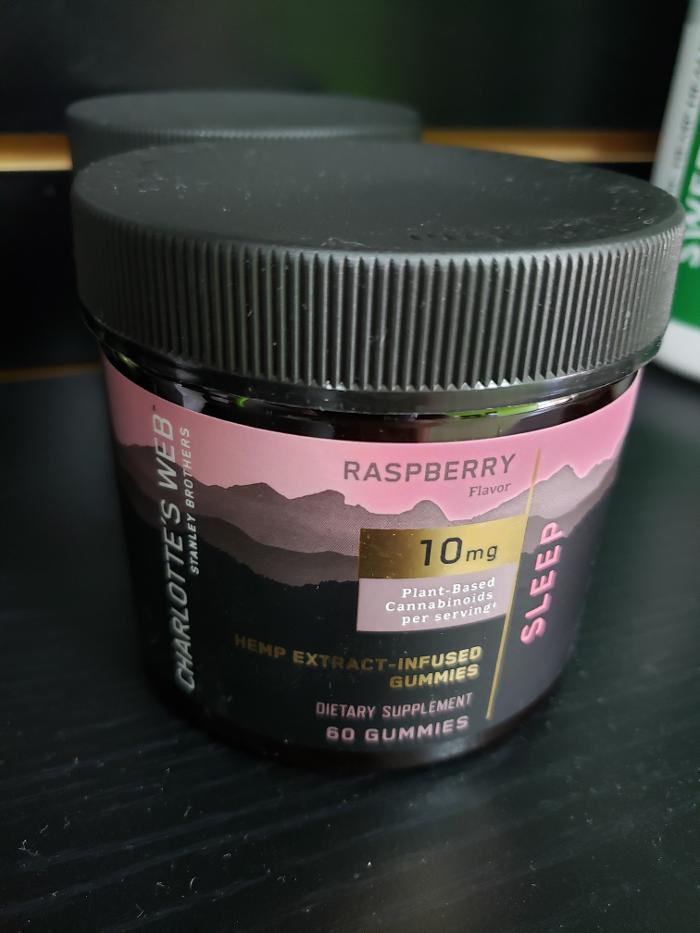 CHARLOTTE'S WEB™
STANLEY BROTHERS
RASPBERRY
Flavor
10mg
Plant-Based
Cannabinoids
per serving‡
SLEEP
HEMP EXTRACT-INFUSED
GUMMIES
DIETARY SUPPLEMENT
60 GUMMIES